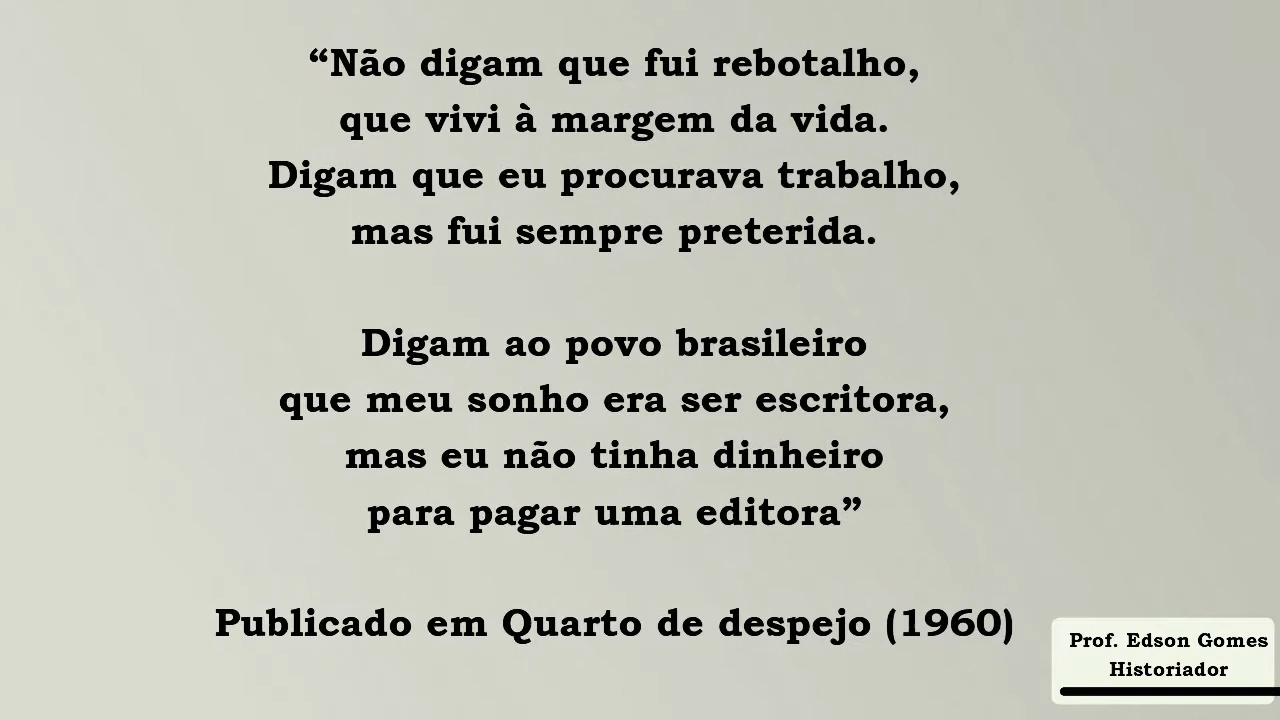 “Não digam que fui rebotalho,
que vivi à margem da vida.
Digam que eu procurava trabalho,
mas fui sempre preterida.
Digam ao povo brasileiro
que meu sonho era ser escritora,
mas eu não tinha dinheiro
para pagar uma editora”
Publicado em Quarto de despejo (1960)
Prof. Edson Gomes
Historiador